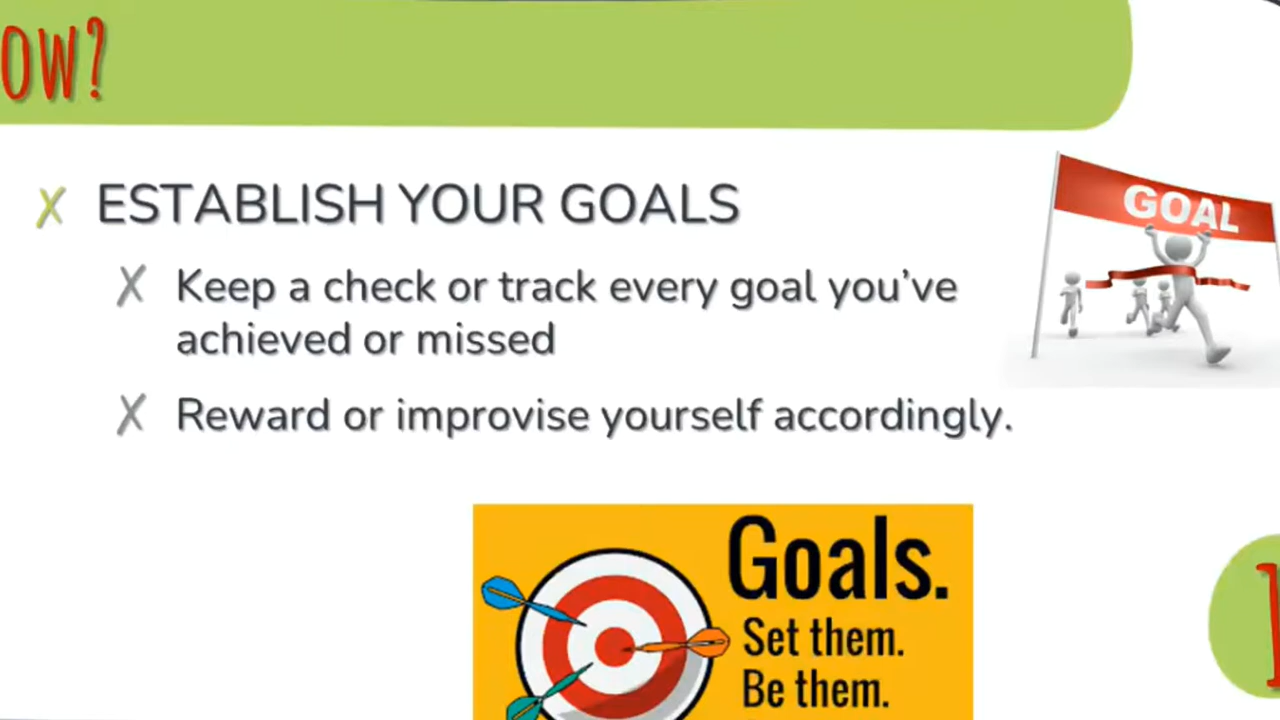 OW?
X ESTABLISH YOUR GOALS
X Keep a check or track every goal you've
achieved or missed
X Reward or improvise yourself accordingly.
GOAL
Goals.
Set them.
Be them.